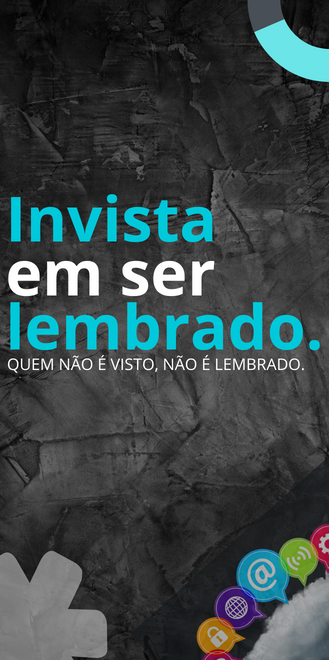 Invista
em ser
lembrado.
QUEM NÃO É VISTO, NÃO É LEMBRADO.
@